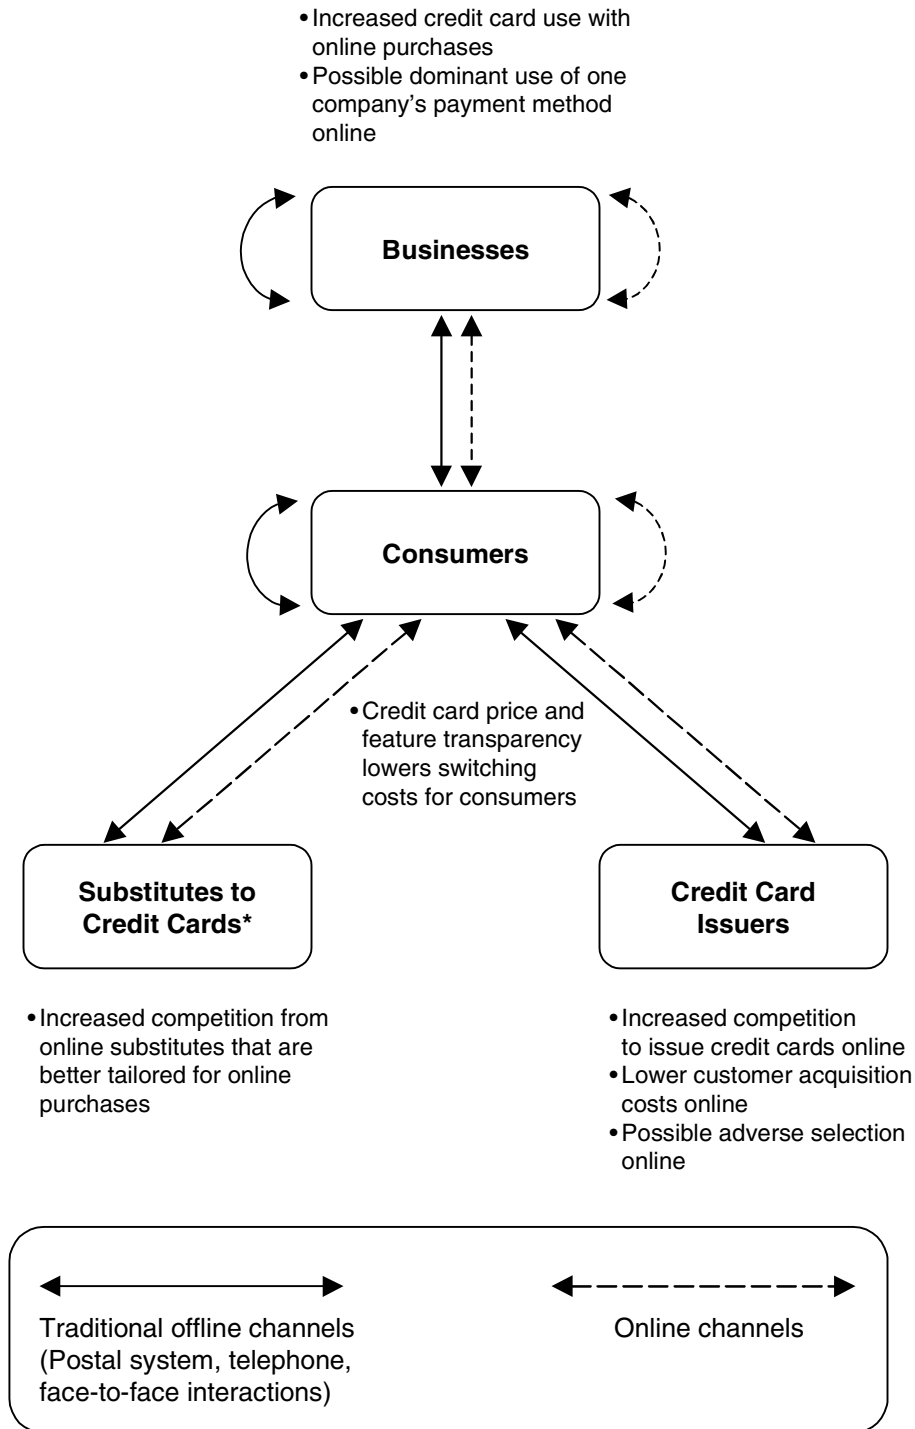 •Increased credit card use with
online purchases
•Possible dominant use of one
company’s payment method
online
Businesses
Consumers
•Credit card price and
feature transparency
lowers switching
costs for consumers
Substitutes to
Credit Cards*
Credit Card
Issuers
•Increased competition from
online substitutes that are
better tailored for online
purchases
•Increased competition
to issue credit cards online
•Lower customer acquisition
costs online
•Possible adverse selection
online
Traditional offline channels
(Postal system, telephone,
face-to-face interactions)
Online channels